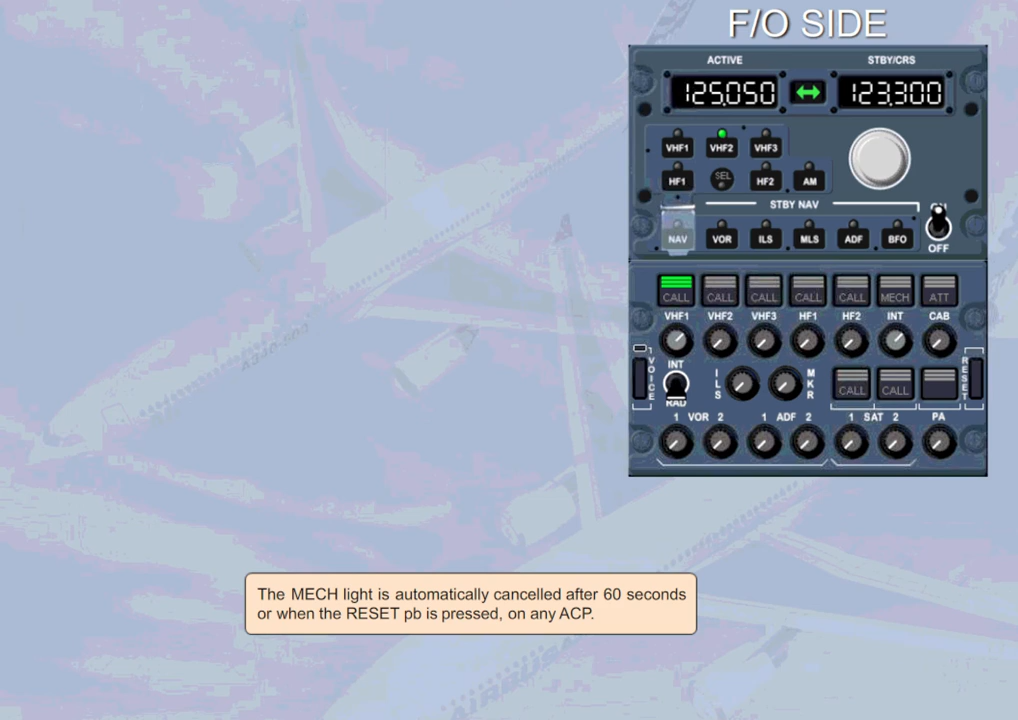 F/O SIDE
ACTIVE STBY/CRS
125.050 123.300
VHF1 VHF2 VHF3
HF1 SEL HF2 AM
STBY NAV
ON
NAV VOR ILS MLS ADF BFO
OFF
CALL CALL CALL CALL CALL MECH ATT
VHF1 VHF2 VHF3 HF1 HF2 INT CAB
VOICE INT ILS MKR RESET
CALL CALL
RAD
1 VOR 2 1 ADF 2 1 SAT 2 PA
A340-600
The MECH light is automatically cancelled after 60 seconds
or when the RESET pb is pressed, on any ACP.
AIRBUS